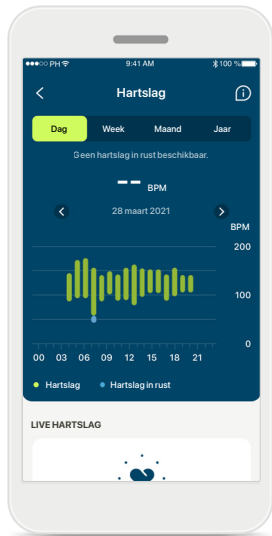 PH 9:41 AM 100 %
Hartslag
Dag Week Maand Jaar
Geen hartslag in rust beschikbaar.
-- BPM
28 maart 2021
BPM
200
100
0
00 03 06 09 12 15 18 21
Hartslag Hartslag in rust
LIVE HARTSLAG